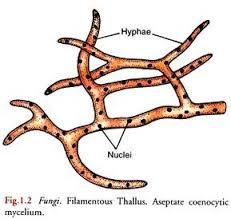 Hyphae
Nuclei
Fig.1.2 Fungi. Filamentous Thallus. Aseptate coenocytic
mycelium.